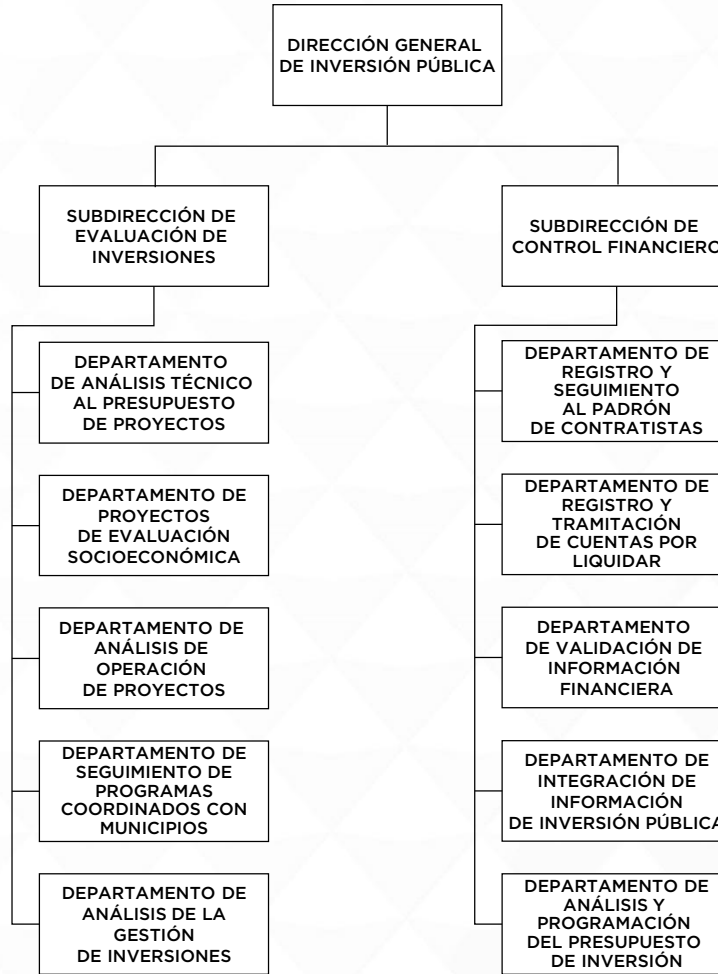 DIRECCIÓN GENERAL
DE INVERSIÓN PÚBLICA
SUBDIRECCIÓN DE
EVALUACIÓN DE
INVERSIONES
DEPARTAMENTO
DE ANÁLISIS TÉCNICO
AL PRESUPUESTO
DE PROYECTOS
DEPARTAMENTO DE
PROYECTOS
DE EVALUACIÓN
SOCIOECONÓMICA
DEPARTAMENTO DE
ANÁLISIS DE
OPERACIÓN
DE PROYECTOS
DEPARTAMENTO DE
SEGUIMIENTO DE
PROGRAMAS
COORDINADOS CON
MUNICIPIOS
DEPARTAMENTO DE
ANÁLISIS DE LA
GESTIÓN
DE INVERSIONES
SUBDIRECCIÓN DE
CONTROL FINANCIERO
DEPARTAMENTO DE
REGISTRO Y
SEGUIMIENTO
AL PADRÓN
DE CONTRATISTAS
DEPARTAMENTO DE
REGISTRO Y
TRAMITACIÓN
DE CUENTAS POR
LIQUIDAR
DEPARTAMENTO
DE VALIDACIÓN DE
INFORMACIÓN
FINANCIERA
DEPARTAMENTO DE
INTEGRACIÓN DE
INFORMACIÓN
DE INVERSIÓN PÚBLICA
DEPARTAMENTO DE
ANÁLISIS Y
PROGRAMACIÓN
DEL PRESUPUESTO
DE INVERSIÓN